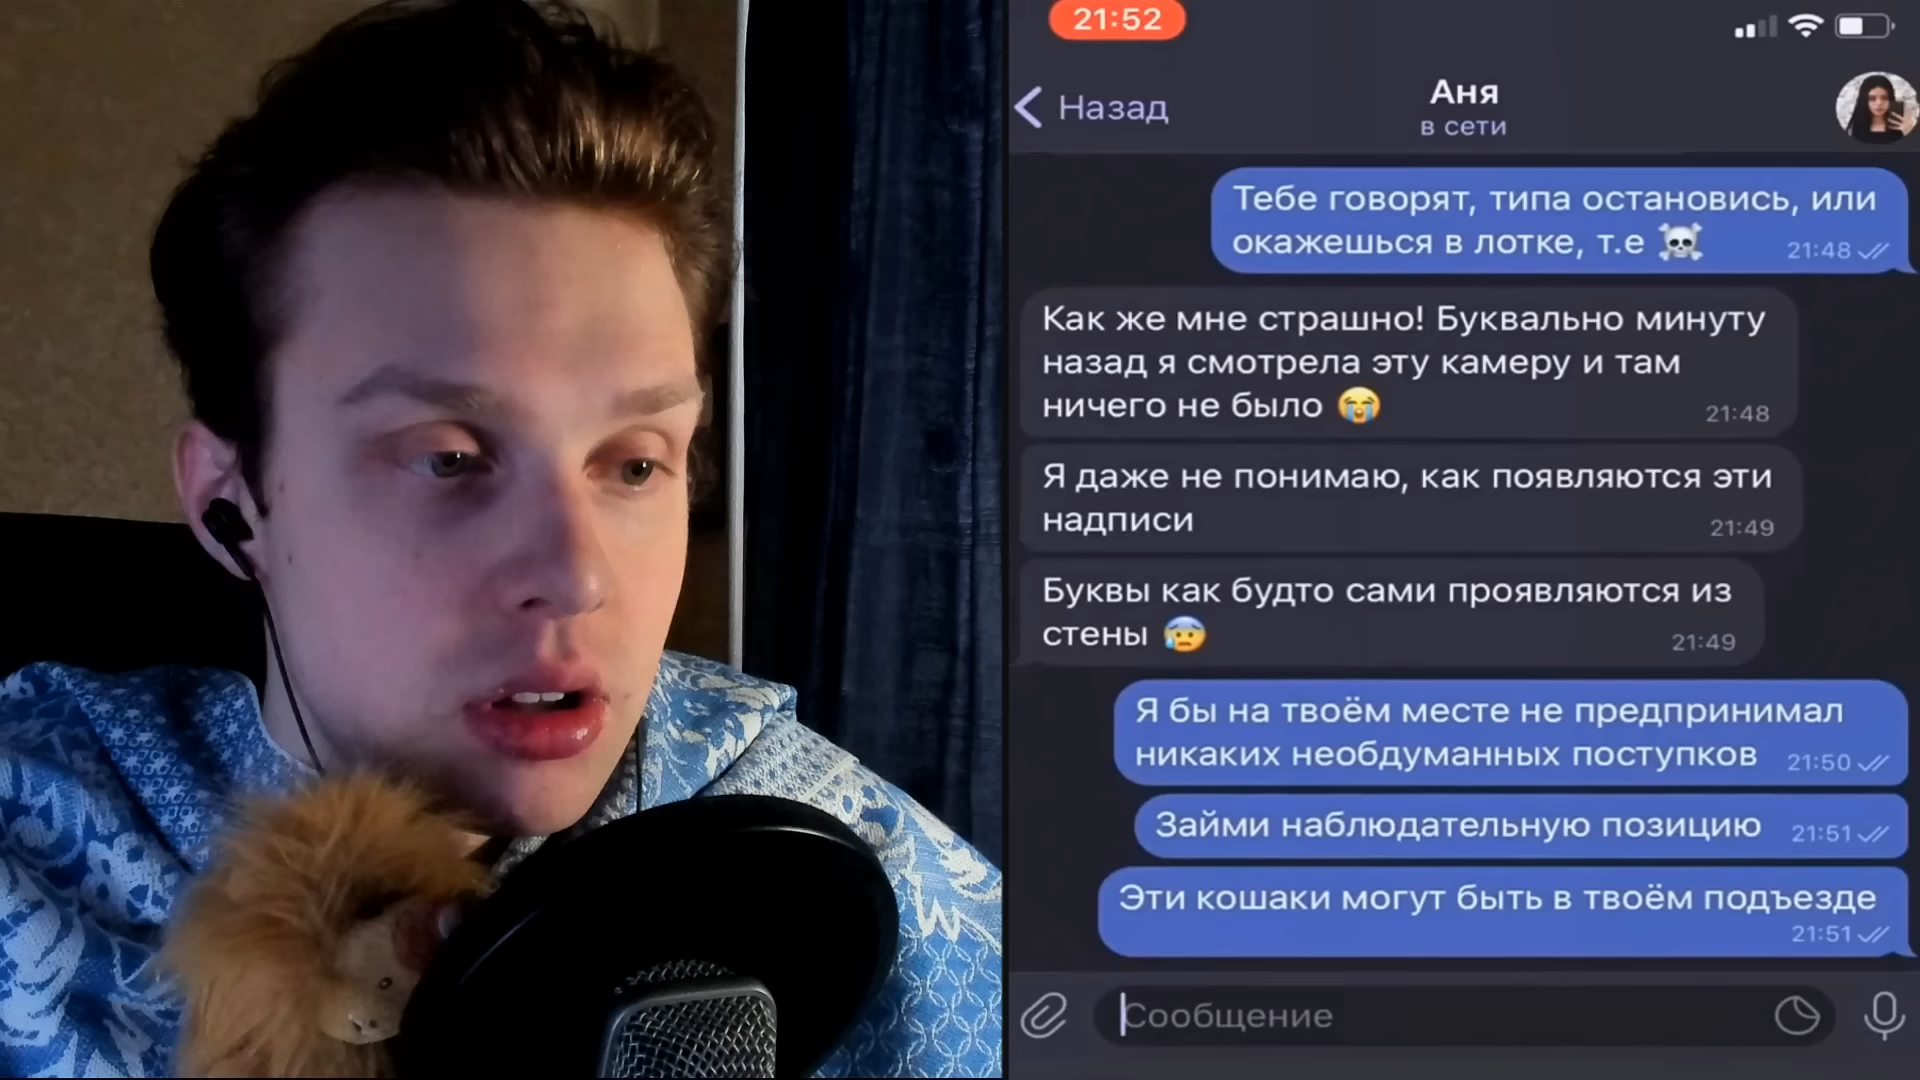 21:52
Назад
Аня
в сети
Тебе говорят, типа остановись, или
окажешься в лотке, т.е ☠️ 21:48
Как же мне страшно! Буквально минуту
назад я смотрела эту камеру и там
ничего не было 😭 21:48
Я даже не понимаю, как появляются эти
надписи 21:49
Буквы как будто сами проявляются из
стены 😰 21:49
Я бы на твоём месте не предпринимал
никаких необдуманных поступков 21:50
Займи наблюдательную позицию 21:51
Эти кошаки могут быть в твоём подъезде
21:51
Сообщение